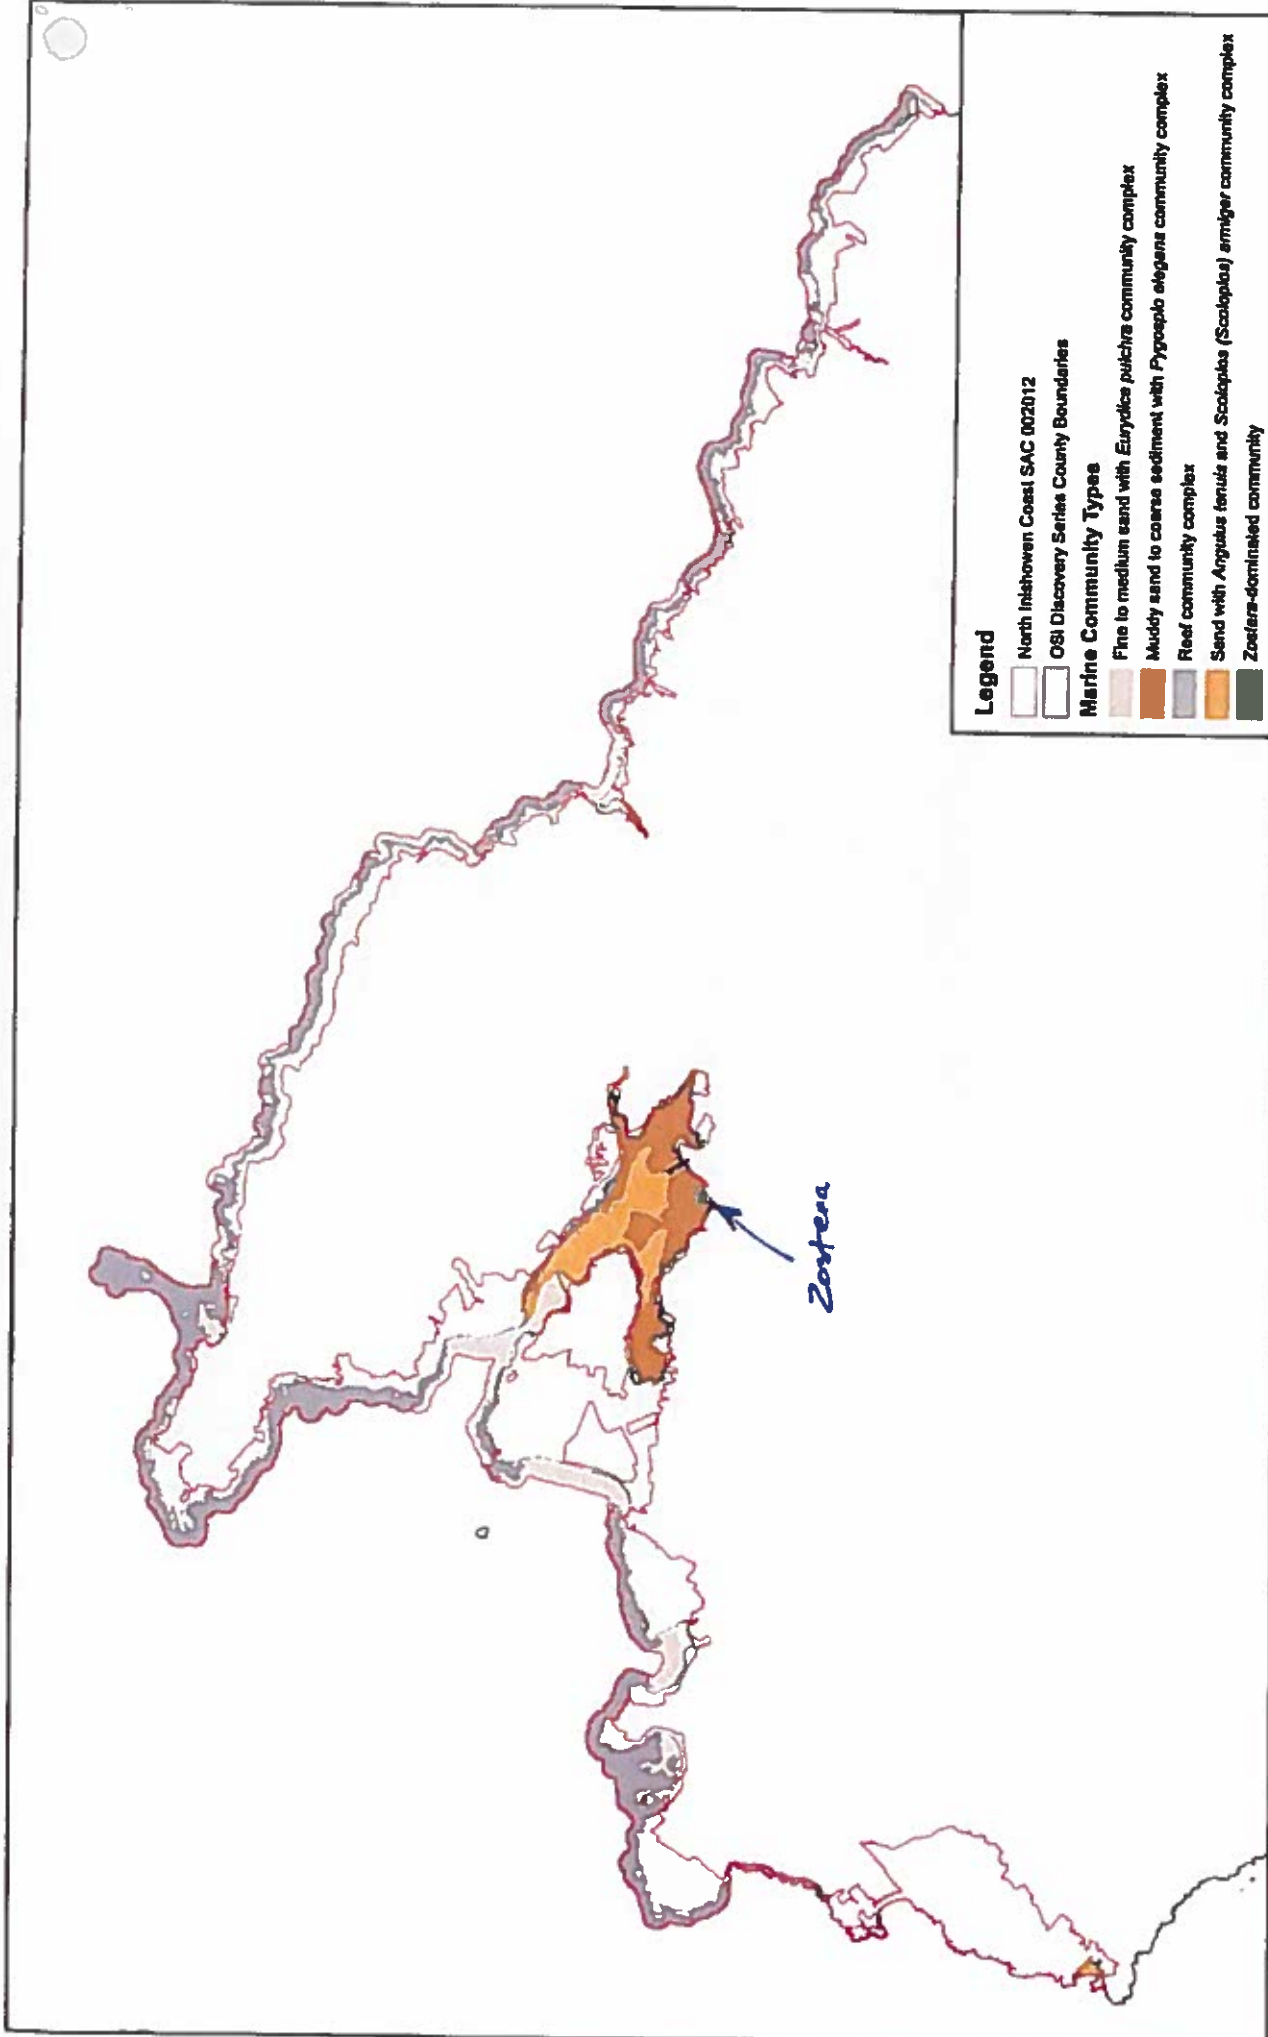 Legend
North Inishowen Coast SAC 002012
OSI Discovery Series County Boundaries
Marine Community Types
Fine to medium sand with Eurydice pulchra community complex
Muddy sand to coarse sediment with Pygospio elegans community complex
Reef community complex
Sand with Angulus tenuis and Scoloplos (Scoloplos) armiger community complex
Zostera-dominated community
Zostera